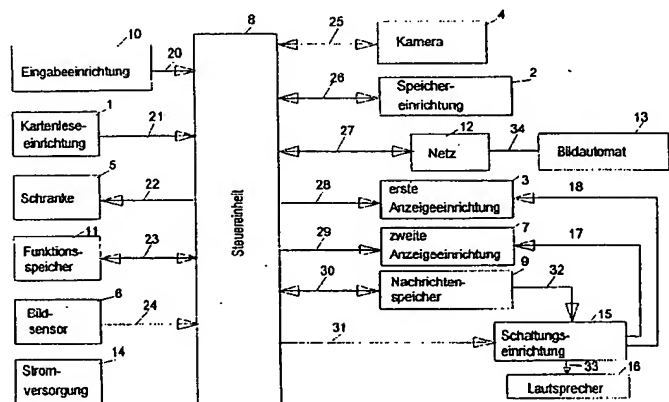 10
Eingabeeinrichtung
20
1
Kartenlese-
einrichtung
21
5
Schranke
22
11
Funktions-
speicher
23
6
Bild-
sensor
24
14
Strom-
versorgung
8
Steuereinheit
25
4
Kamera
26
2
Speicher-
einrichtung
27
12
Netz
34
13
Bildautomat
28
3
erste
Anzeigeeinrichtung
18
29
7
zweite
Anzeigeeinrichtung
17
30
9
Nachrichten-
speicher
32
31
15
Schaltungs-
einrichtung
33
16
Lautsprecher